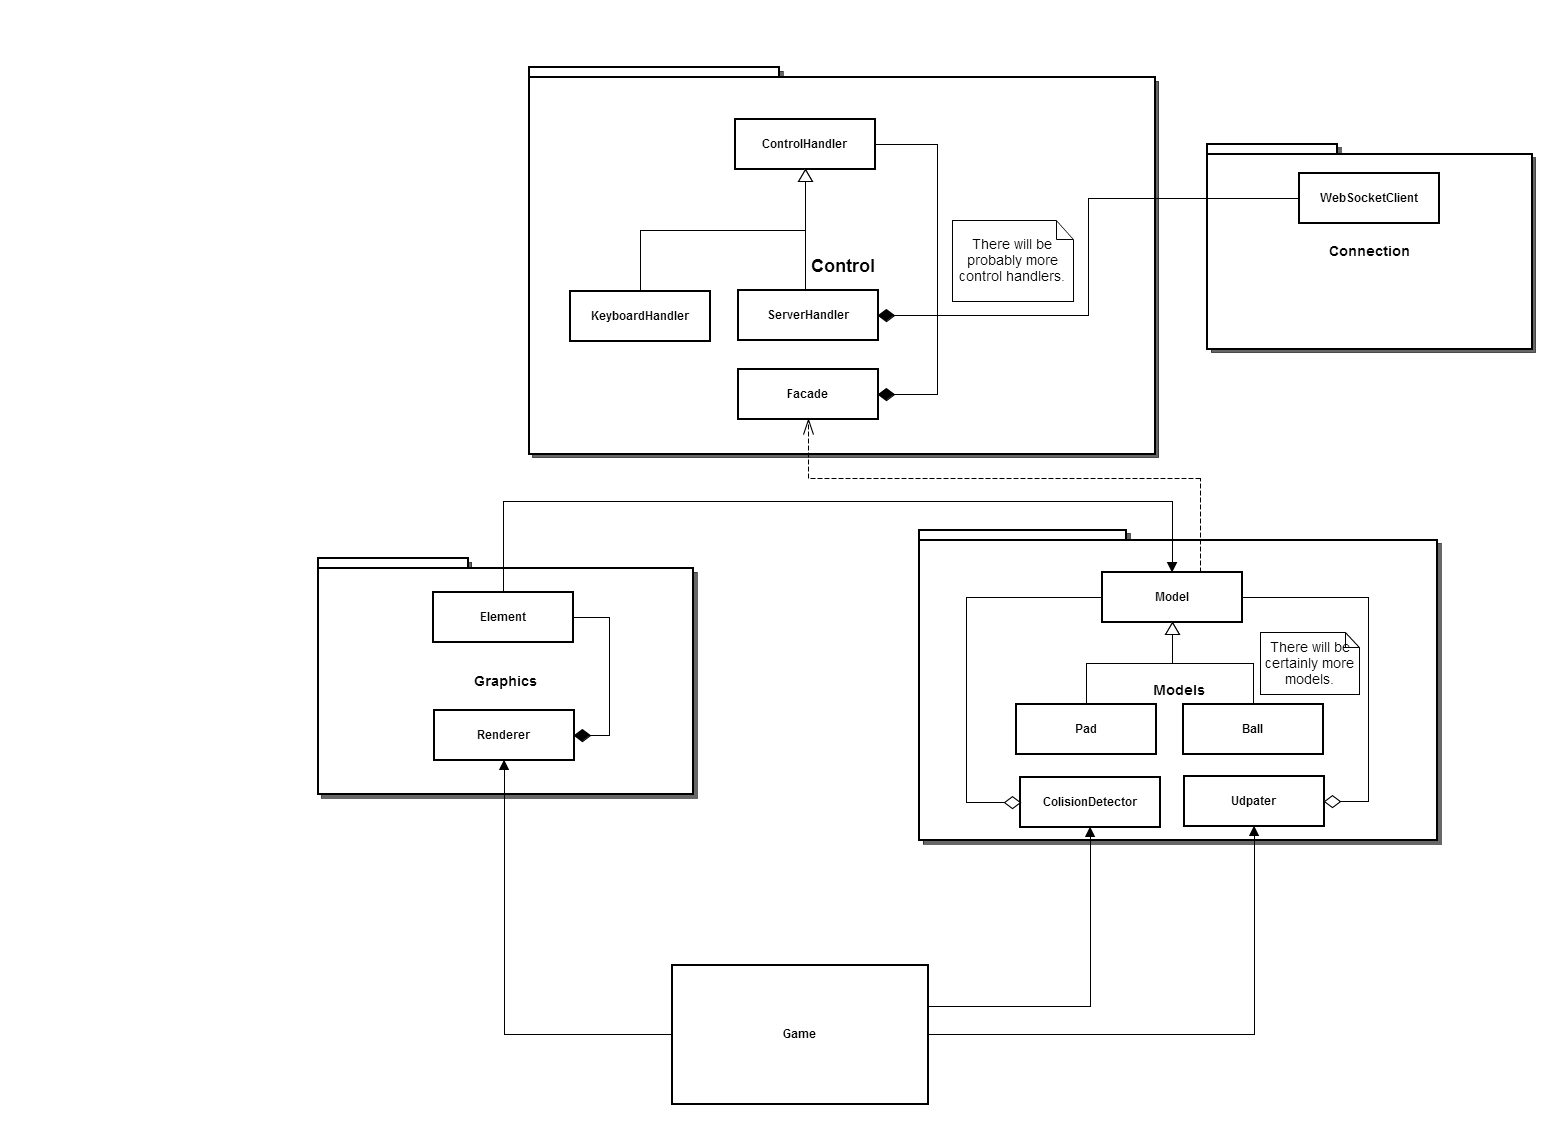 ControlHandler
WebSocketClient
There will be
probably more
control handlers.
Connection
Control
KeyboardHandler
ServerHandler
Facade
Element
Model
There will be
certainly more
models.
Graphics
Models
Renderer
Pad
Ball
ColisionDetector
Udpater
Game